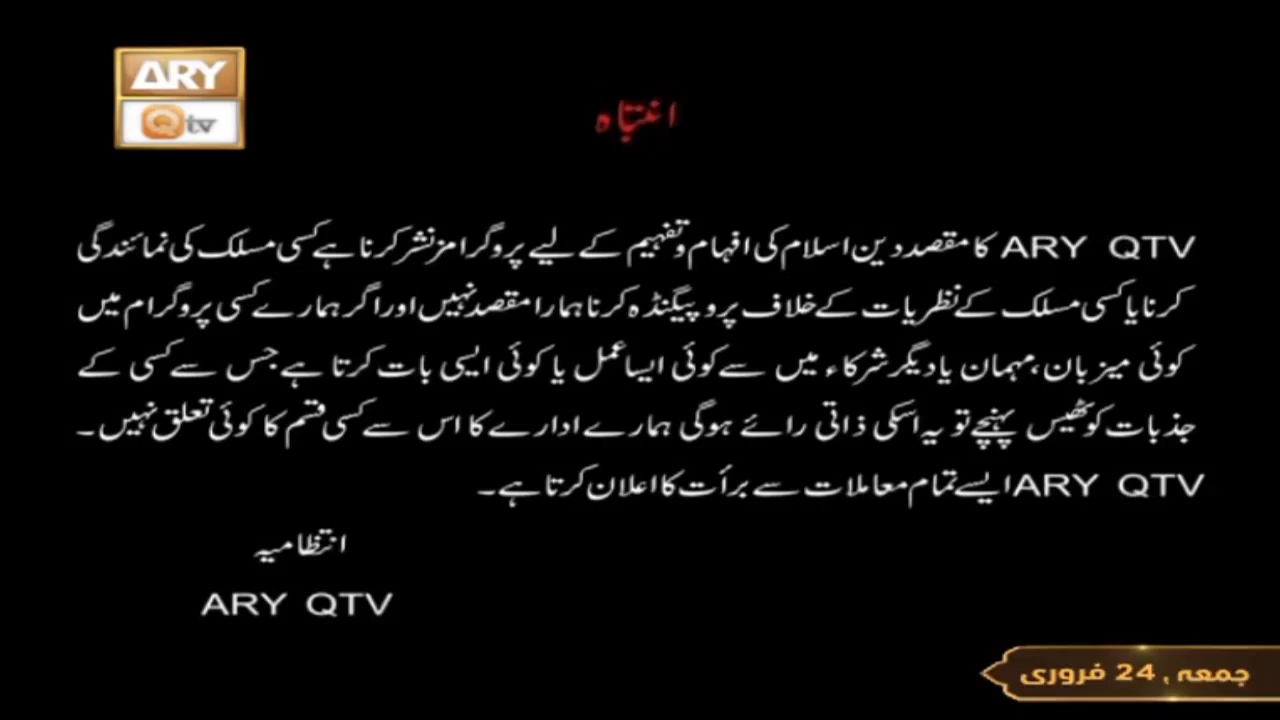 ARY
Qtv
انتباہ
ARY QTV کا مقصد دین اسلام کی افہام و تفہیم کے لیے پروگرامز نشر کرنا ہے کسی مسلک کی نمائندگی
کرنا یا کسی مسلک کے نظریات کے خلاف پروپیگنڈہ کرنا ہمارا مقصد نہیں اور اگر ہمارے کسی پروگرام میں
کوئی میزبان، مہمان یا دیگر شرکاء میں سے کوئی ایسا عمل یا کوئی ایسی بات کرتا ہے جس سے کسی کے
جذبات کو ٹھیس پہنچے تو یہ اسکی ذاتی رائے ہوگی ہمارے ادارے کا اس سے کسی قسم کا کوئی تعلق نہیں۔
ARY QTV ایسے تمام معاملات سے برأت کا اعلان کرتا ہے۔
انتظامیہ
ARY QTV
جمعہ , 24 فروری